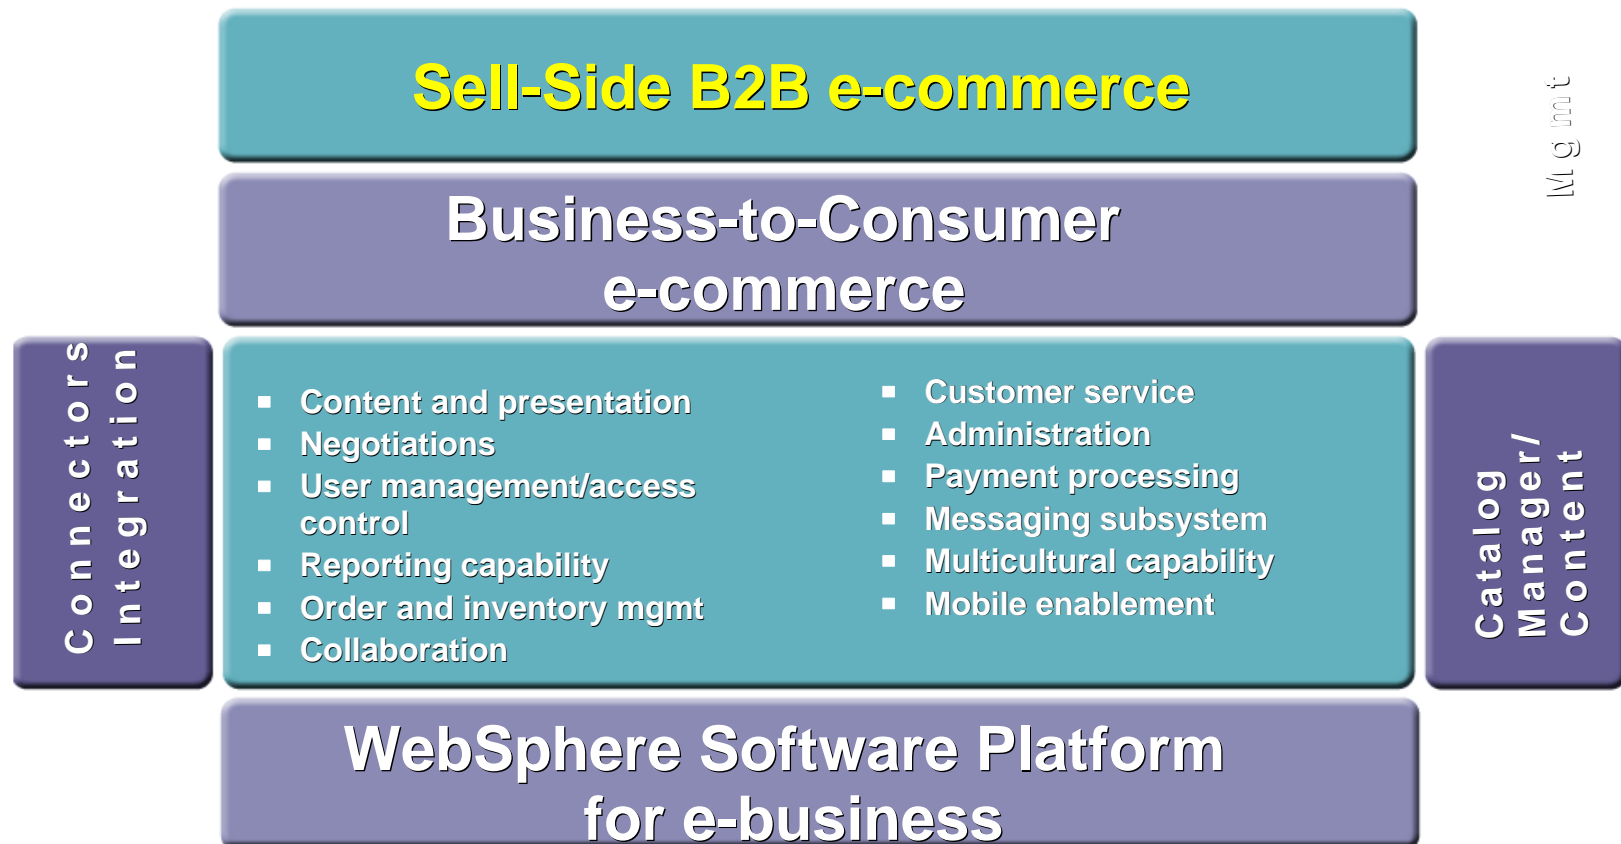 Sell-Side B2B e-commerce
Business-to-Consumer
e-commerce
Connectors
Integration
Content and presentation
Negotiations
User management/access
control
Reporting capability
Order and inventory mgmt
Collaboration
Customer service
Administration
Payment processing
Messaging subsystem
Multicultural capability
Mobile enablement
Catalog
Manager/
Content
Mgmt
WebSphere Software Platform
for e-business